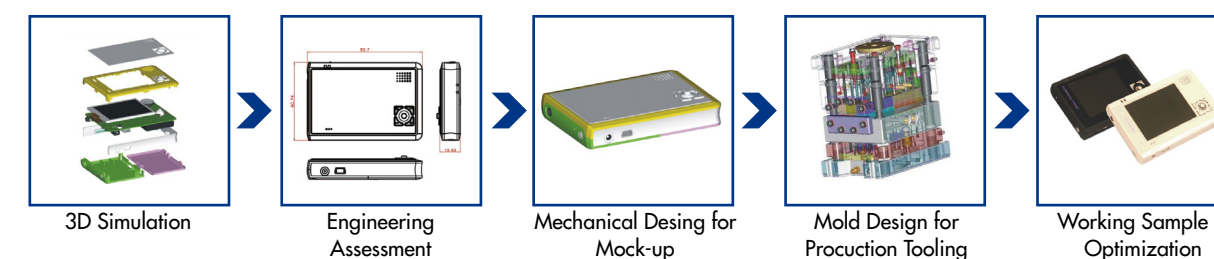 3D Simulation
Engineering
Assessment
Mechanical Desing for
Mock-up
Mold Design for
Procuction Tooling
Working Sample
Optimization